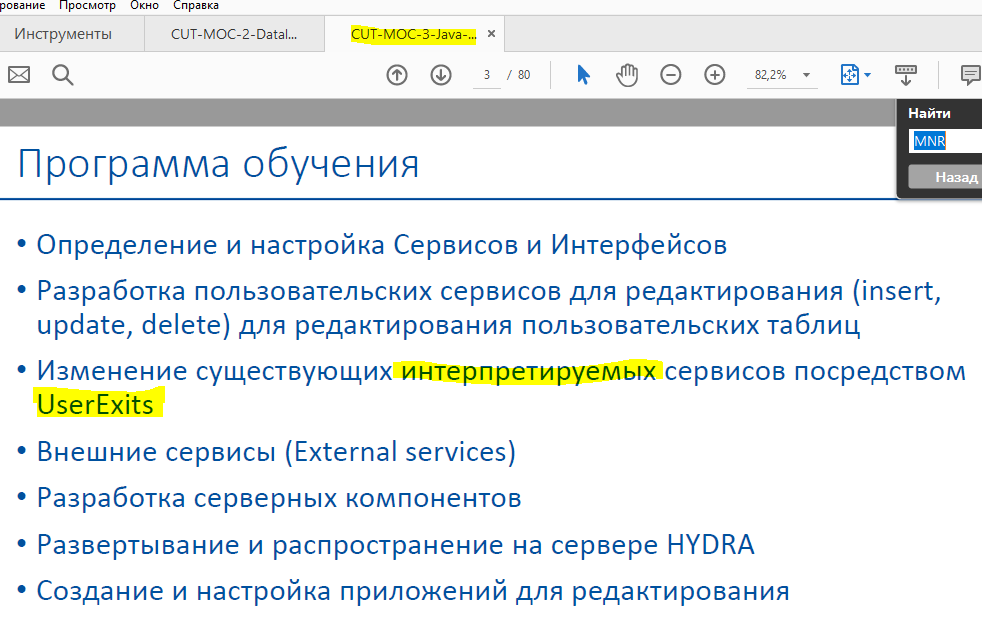 рование Просмотр Окно Справка
Инструменты CUT-MOC-2-Datal... CUT-MOC-3-Java-... ×
3 / 80 82,2%
Найти
MNR
Назад
Программа обучения
• Определение и настройка Сервисов и Интерфейсов
• Разработка пользовательских сервисов для редактирования (insert,
update, delete) для редактирования пользовательских таблиц
• Изменение существующих интерпретируемых сервисов посредством
UserExits
• Внешние сервисы (External services)
• Разработка серверных компонентов
• Развертывание и распространение на сервере HYDRA
• Создание и настройка приложений для редактирования